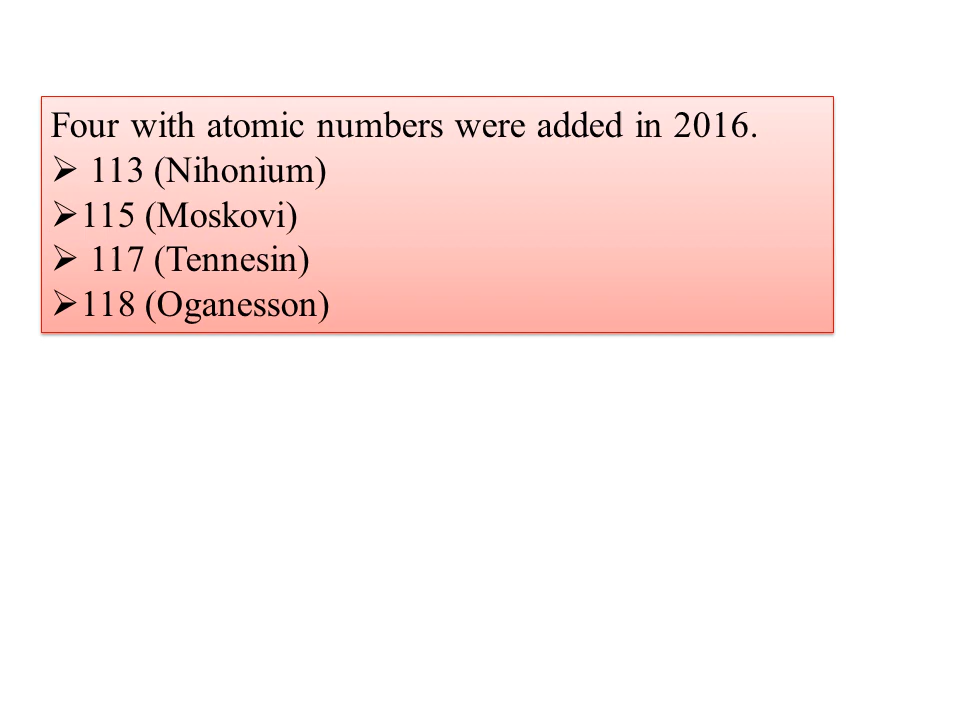 Four with atomic numbers were added in 2016.
➢ 113 (Nihonium)
➢115 (Moskovi)
➢ 117 (Tennesin)
➢118 (Oganesson)